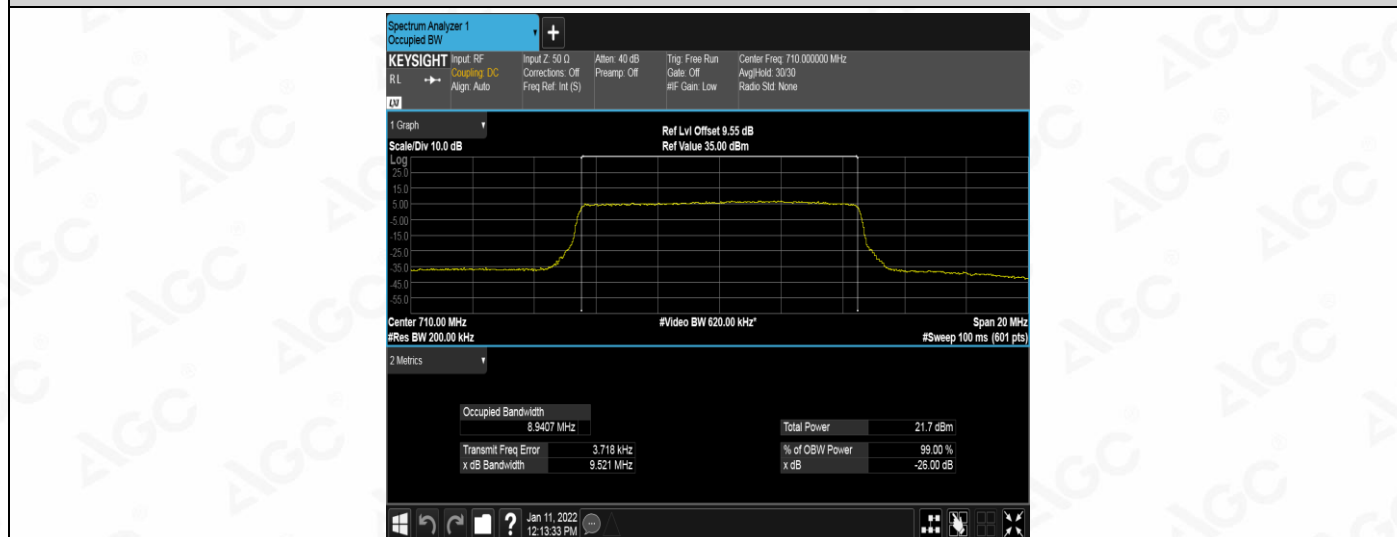 Spectrum Analyzer 1
Occupied BW
+
KEYSIGHT Input: RF Input Z: 50 Ω Atten: 40 dB Trig: Free Run Center Freq: 710.000000 MHz
RL Coupling: DC Corrections: Off Preamp: Off Gate: Off Avg|Hold: 30/30
Align: Auto Freq Ref: Int (S) #IF Gain: Low Radio Std: None
LXI
1 Graph
Ref Lvl Offset 9.55 dB
Scale/Div 10.0 dB Ref Value 35.00 dBm
Log
25.0
15.0
5.00
-5.00
-15.0
-25.0
-35.0
-45.0
-55.0
Center 710.00 MHz #Video BW 620.00 kHz* Span 20 MHz
#Res BW 200.00 kHz #Sweep 100 ms (601 pts)
2 Metrics
Occupied Bandwidth
8.9407 MHz Total Power 21.7 dBm
Transmit Freq Error 3.718 kHz % of OBW Power 99.00 %
x dB Bandwidth 9.521 MHz x dB -26.00 dB
? Jan 11, 2022
12:13:33 PM
AGC